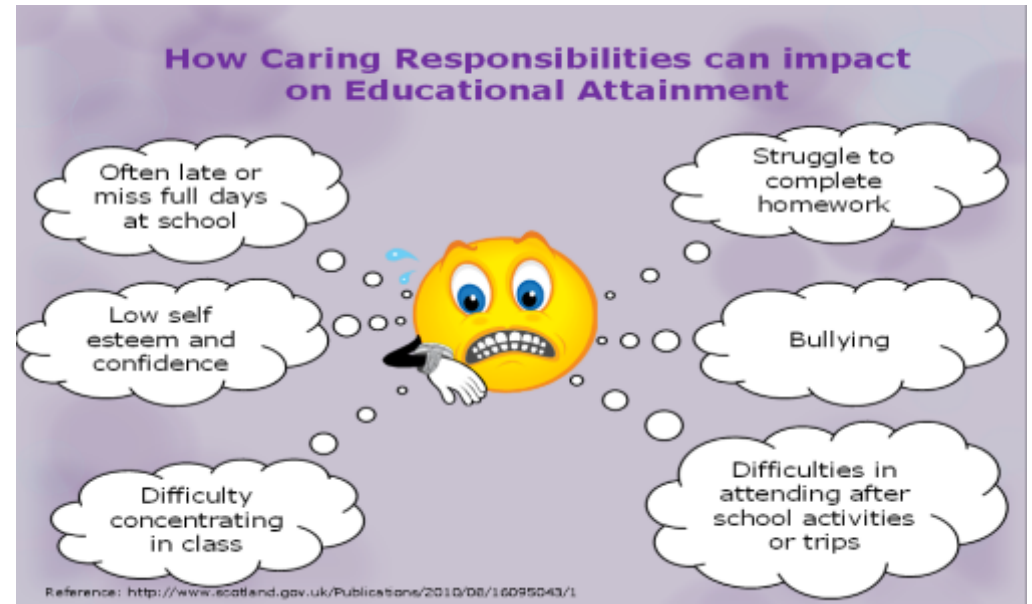 How Caring Responsibilities can impact
on Educational Attainment
Often late or
miss full days
at school
Struggle to
complete
homework
Low self
esteem and
confidence
Bullying
Difficulty
concentrating
in class
Difficulties in
attending after
school activities
or trips
Reference: http://www.scotland.gov.uk/Publications/2010/08/16095043/1